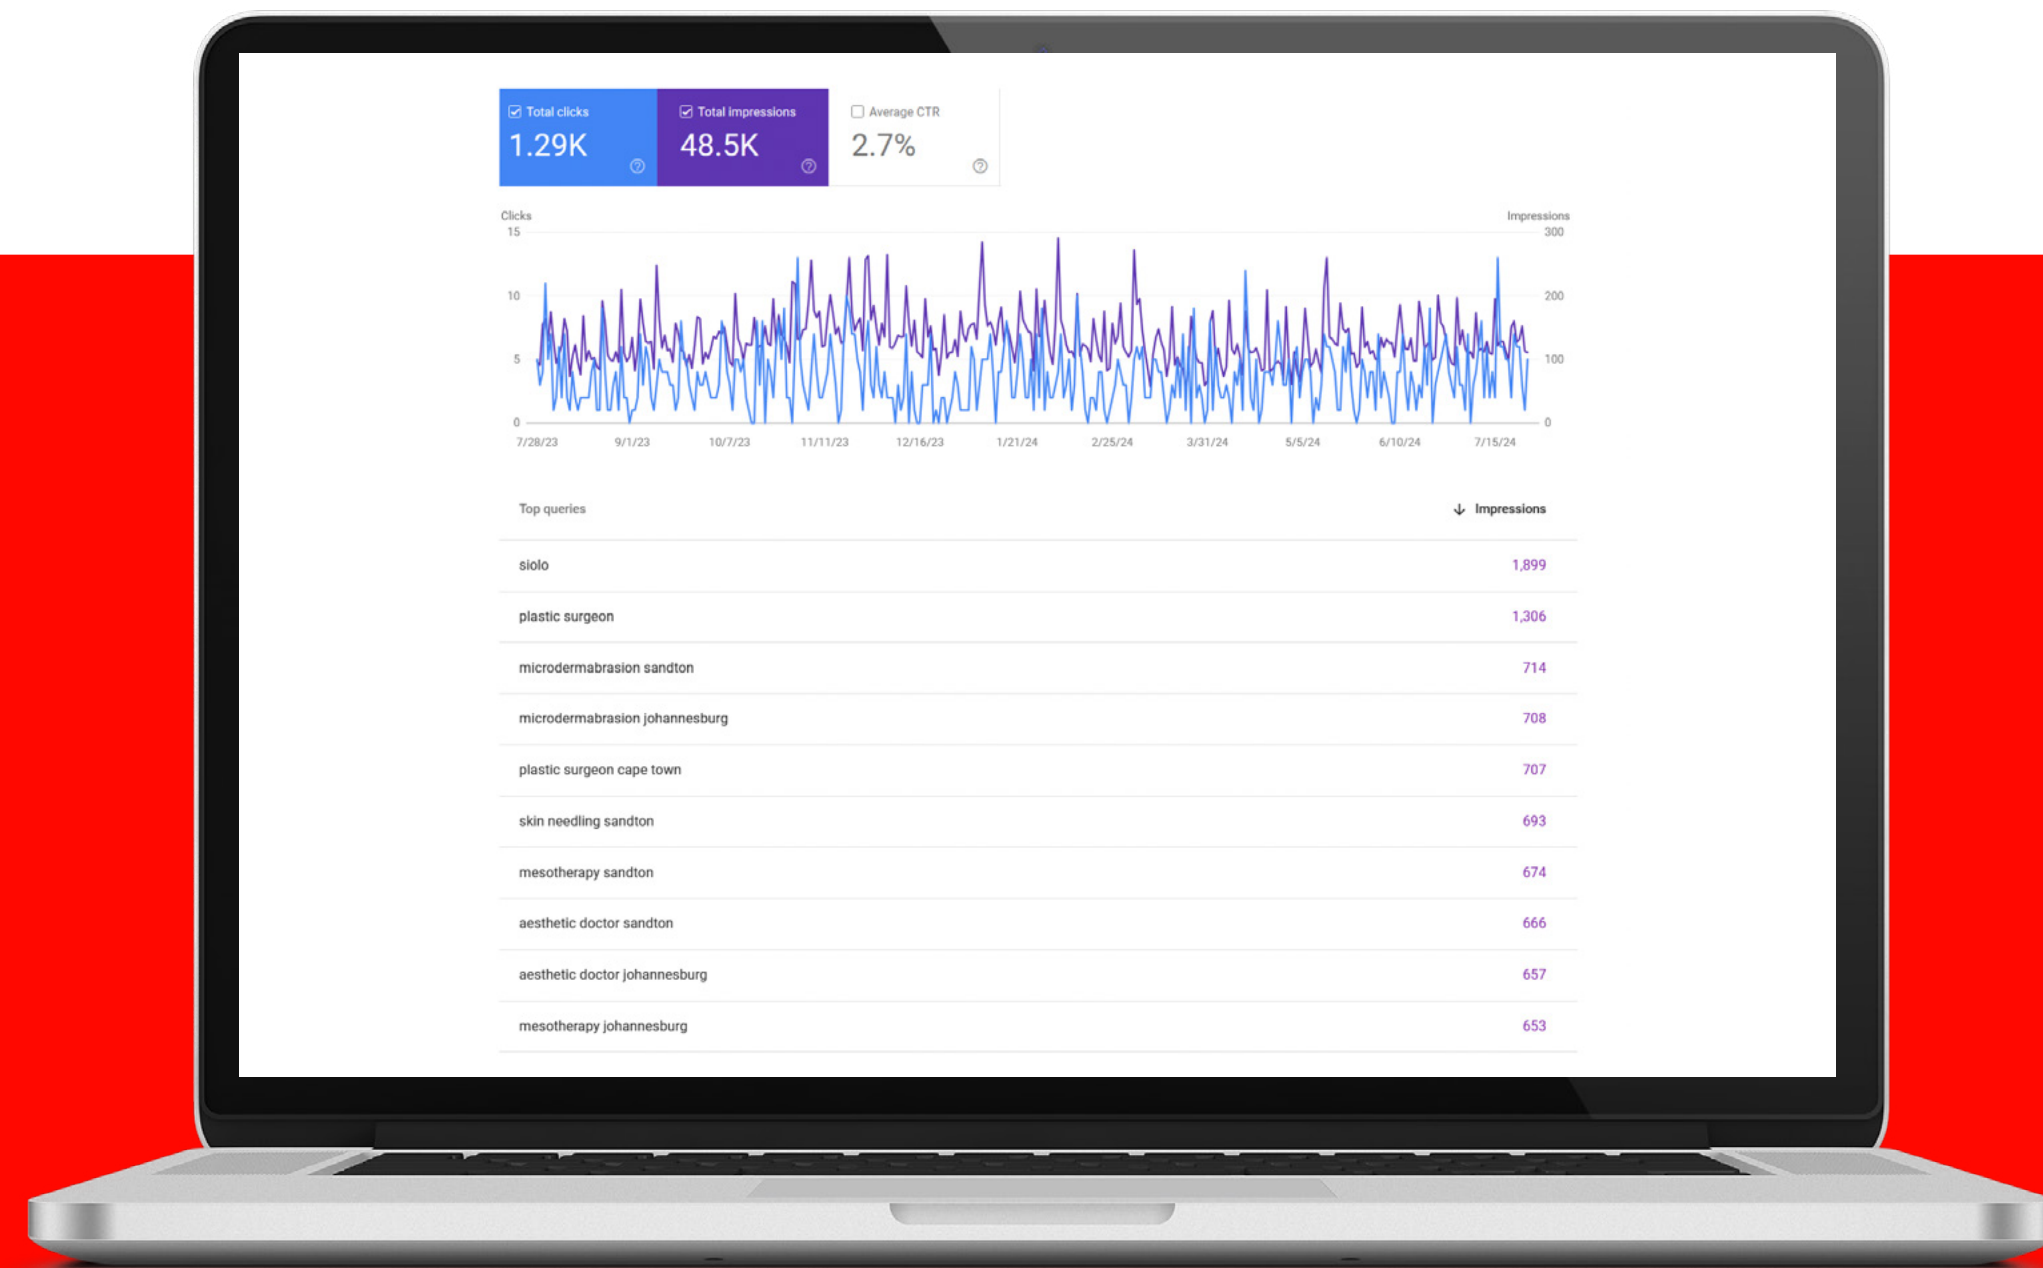 Total clicks Total impressions Average CTR
1.29K 48.5K 2.7%
Clicks Impressions
15 300
10 200
5 100
0 0
7/28/23 9/1/23 10/7/23 11/11/23 12/16/23 1/21/24 2/25/24 3/31/24 5/5/24 6/10/24 7/15/24
Top queries Impressions
siolo 1,899
plastic surgeon 1,306
microdermabrasion sandton 714
microdermabrasion johannesburg 708
plastic surgeon cape town 707
skin needling sandton 693
mesotherapy sandton 674
aesthetic doctor sandton 666
aesthetic doctor johannesburg 657
mesotherapy johannesburg 653